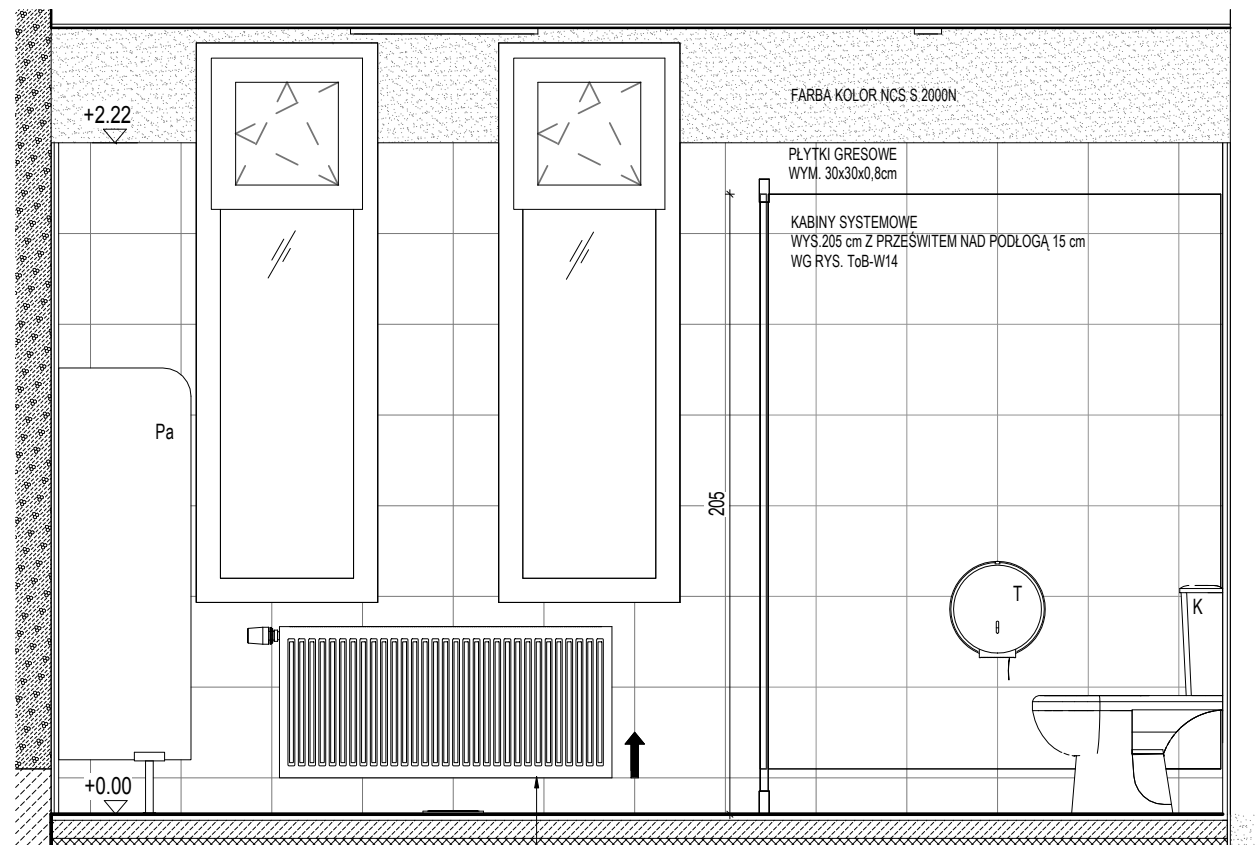 FARBA KOLOR NCS S 2000N
+2.22
PŁYTKI GRESOWE
WYM. 30x30x0,8cm
KABINY SYSTEMOWE
WYS.205 cm Z PRZEŚWITEM NAD PODŁOGĄ 15 cm
WG RYS. ToB-W14
Pa
205
T
K
+0.00